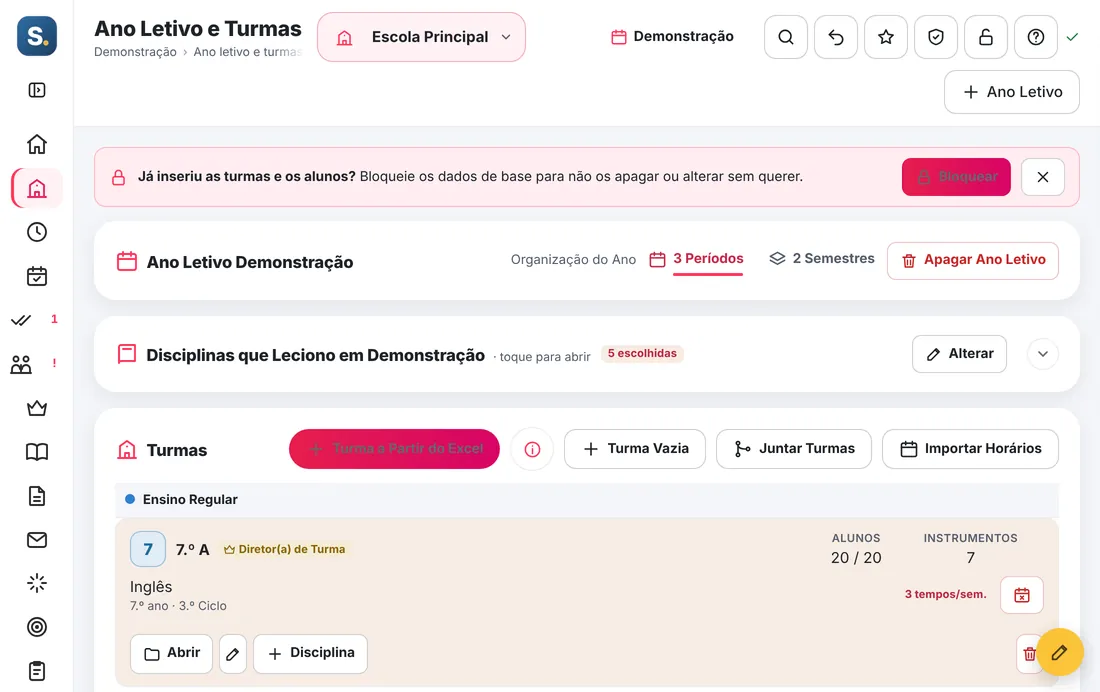 S.
Ano Letivo e Turmas
Demonstração › Ano letivo e turmas
Escola Principal
Demonstração
+ Ano Letivo
Já inseriu as turmas e os alunos? Bloqueie os dados de base para não os apagar ou alterar sem querer.
Bloquear
Ano Letivo Demonstração
Organização do Ano
3 Períodos
2 Semestres
Apagar Ano Letivo
1
!
Disciplinas que Leciono em Demonstração · toque para abrir
5 escolhidas
Alterar
Turmas
+ Turma a Partir do Excel
+ Turma Vazia
Juntar Turmas
Importar Horários
Ensino Regular
7
7.º A
Diretor(a) de Turma
ALUNOS
20 / 20
INSTRUMENTOS
7
Inglês
7.º ano · 3.º Ciclo
3 tempos/sem.
Abrir
+ Disciplina